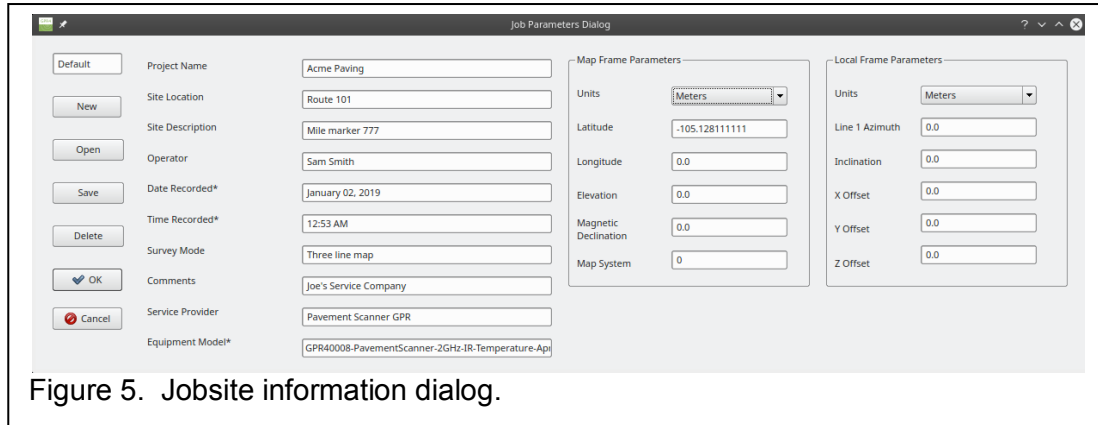 Job Parameters Dialog
Default
New
Open
Save
Delete
OK
Cancel
Project Name Acme Paving
Site Location Route 101
Site Description Mile marker 777
Operator Sam Smith
Date Recorded* January 02, 2019
Time Recorded* 12:53 AM
Survey Mode Three line map
Comments Joe's Service Company
Service Provider Pavement Scanner GPR
Equipment Model* GPR40008-PavementScanner-2GHz-IR-Temperature-Apr
Map Frame Parameters
Units Meters
Latitude -105.128111111
Longitude 0.0
Elevation 0.0
Magnetic
Declination 0.0
Map System 0
Local Frame Parameters
Units Meters
Line 1 Azimuth 0.0
Inclination 0.0
X Offset 0.0
Y Offset 0.0
Z Offset 0.0
Figure 5. Jobsite information dialog.